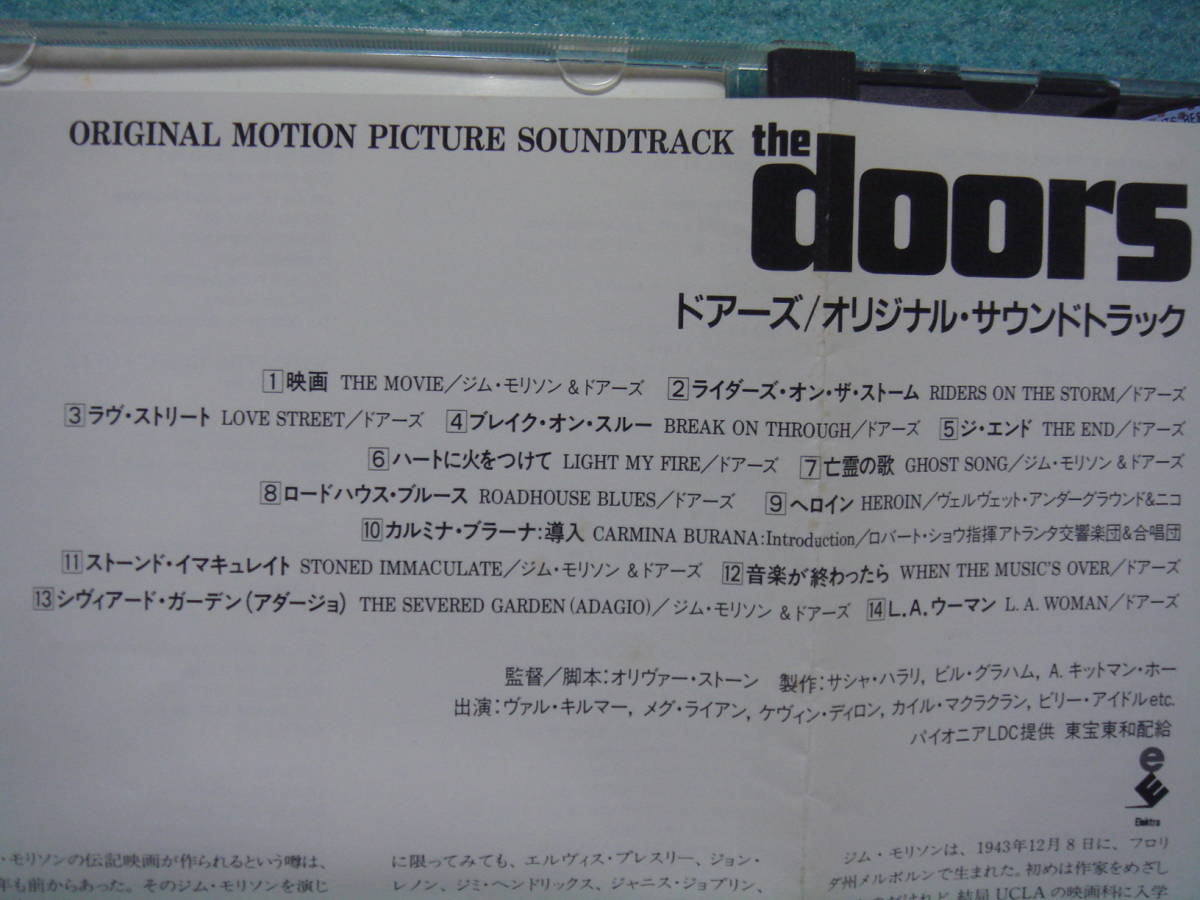 ORIGINAL MOTION PICTURE SOUNDTRACK the doors
ドアーズ/オリジナル・サウンドトラック
1 映画 THE MOVIE/ジム・モリソン&ドアーズ 2 ライダーズ・オン・ザ・ストーム RIDERS ON THE STORM/ドアーズ
3 ラヴ・ストリート LOVE STREET/ドアーズ 4 ブレイク・オン・スルー BREAK ON THROUGH/ドアーズ 5 ジ・エンド THE END/ドアーズ
6 ハートに火をつけて LIGHT MY FIRE/ドアーズ 7 亡霊の歌 GHOST SONG/ジム・モリソン&ドアーズ
8 ロードハウス・ブルース ROADHOUSE BLUES/ドアーズ 9 ヘロイン HEROIN/ヴェルヴェット・アンダーグラウンド&ニコ
10 カルミナ・ブラーナ:導入 CARMINA BURANA:Introduction/ロバート・ショウ指揮アトランタ交響楽団&合唱団
11 ストーンド・イマキュレイト STONED IMMACULATE/ジム・モリソン&ドアーズ 12 音楽が終わったら WHEN THE MUSIC'S OVER/ドアーズ
13 シヴィアード・ガーデン(アダージョ) THE SEVERED GARDEN(ADAGIO)/ジム・モリソン&ドアーズ 14 L.A.ウーマン L.A. WOMAN/ドアーズ
監督/脚本:オリヴァー・ストーン 製作:サシャ・ハラリ, ビル・グラハム, A.キットマン・ホー
出演:ヴァル・キルマー, メグ・ライアン, ケヴィン・ディロン, カイル・マクラクラン, ビリー・アイドルetc.
パイオニアLDC提供 東宝東和配給
Elektra
・モリソンの伝記映画が作られるという噂は、
年も前からあった。そのジム・モリソンを演じ
に限ってみても、エルヴィス・プレスリー、ジョン・
レノン、ジミ・ヘンドリックス、ジャニス・ジョプリン、
ジム・モリソンは、1943年12月8日に、フロリ
ダ州メルボルンで生まれた。初めは作家をめざし
結局UCLAの映画科に入学